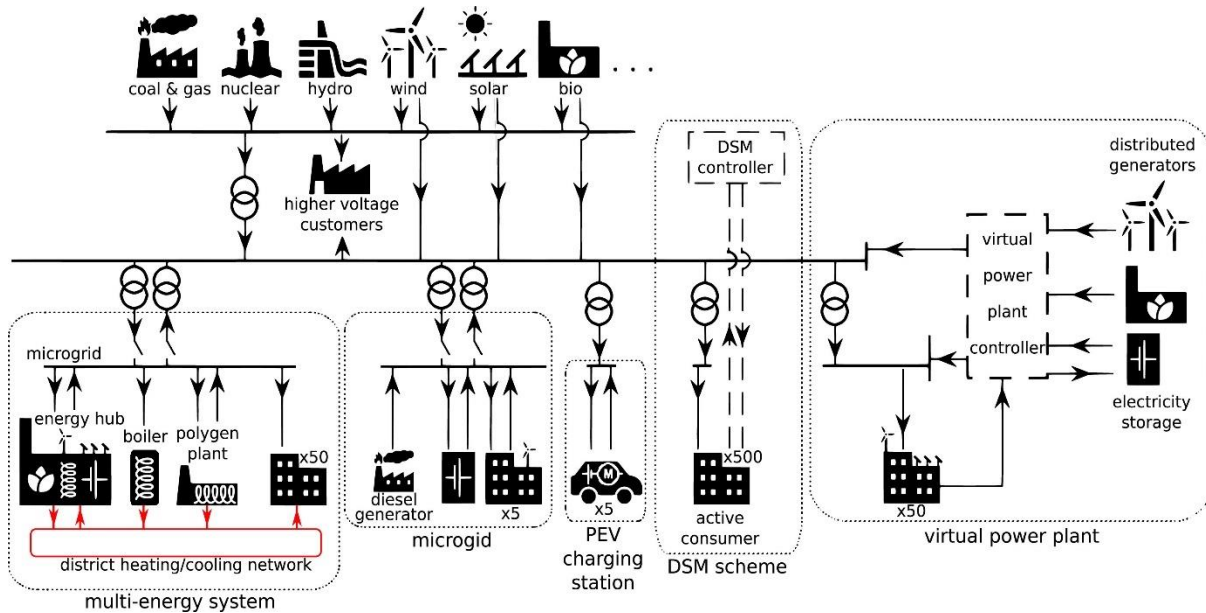 coal & gas
nuclear
hydro
wind
solar
bio
. . .
higher voltage
customers
DSM
controller
distributed
generators
virtual
power
plant
controller
electricity
storage
microgrid
energy hub
boiler
polygen
plant
x50
district heating/cooling network
multi-energy system
diesel
generator
x5
microgid
M
x5
PEV
charging
station
x500
active
consumer
DSM scheme
x50
virtual power plant